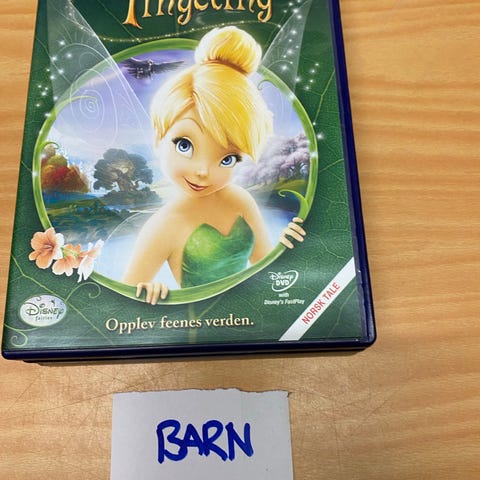 Tingeling
Disney
fairies
Disney
DVD
with
Disney's FastPlay
NORSK TALE
Opplev feenes verden.
BARN